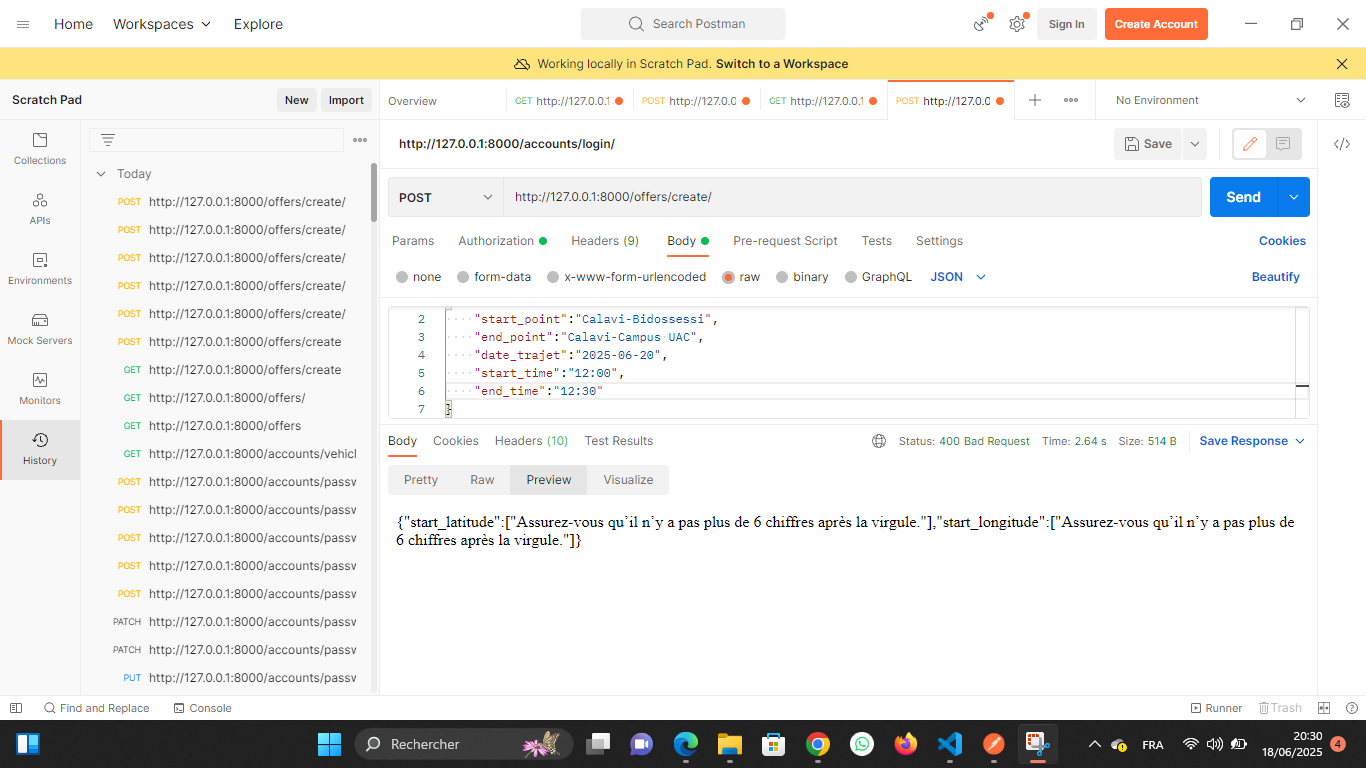 Home Workspaces Explore Search Postman Sign In Create Account
Working locally in Scratch Pad. Switch to a Workspace
Scratch Pad New Import
Overview GET http://127.0.0.1 POST http://127.0.0 GET http://127.0.0.1 POST http://127.0.0 No Environment
http://127.0.0.1:8000/accounts/login/ Save
Collections
APIs
Environments
Mock Servers
Monitors
History
Today
POST http://127.0.0.1:8000/offers/create/
POST http://127.0.0.1:8000/offers/create/
POST http://127.0.0.1:8000/offers/create/
POST http://127.0.0.1:8000/offers/create/
POST http://127.0.0.1:8000/offers/create/
POST http://127.0.0.1:8000/offers/create
GET http://127.0.0.1:8000/offers/create
GET http://127.0.0.1:8000/offers/
GET http://127.0.0.1:8000/offers
GET http://127.0.0.1:8000/accounts/vehicl
POST http://127.0.0.1:8000/accounts/passw
POST http://127.0.0.1:8000/accounts/passw
POST http://127.0.0.1:8000/accounts/passw
POST http://127.0.0.1:8000/accounts/passw
POST http://127.0.0.1:8000/accounts/passw
PATCH http://127.0.0.1:8000/accounts/passw
PATCH http://127.0.0.1:8000/accounts/passw
PUT http://127.0.0.1:8000/accounts/passw
POST http://127.0.0.1:8000/offers/create/ Send
Params Authorization Headers (9) Body Pre-request Script Tests Settings Cookies
none form-data x-www-form-urlencoded raw binary GraphQL JSON Beautify
2 "start_point":"Calavi-Bidossessi",
3 "end_point":"Calavi-Campus UAC",
4 "date_trajet":"2025-06-20",
5 "start_time":"12:00",
6 "end_time":"12:30"
7 }
Body Cookies Headers (10) Test Results Status: 400 Bad Request Time: 2.64 s Size: 514 B Save Response
Pretty Raw Preview Visualize
{"start_latitude":["Assurez-vous qu’il n’y a pas plus de 6 chiffres après la virgule."],"start_longitude":["Assurez-vous qu’il n’y a pas plus de
6 chiffres après la virgule."]}
Find and Replace Console Runner Trash
Rechercher FRA 20:30
18/06/2025 4